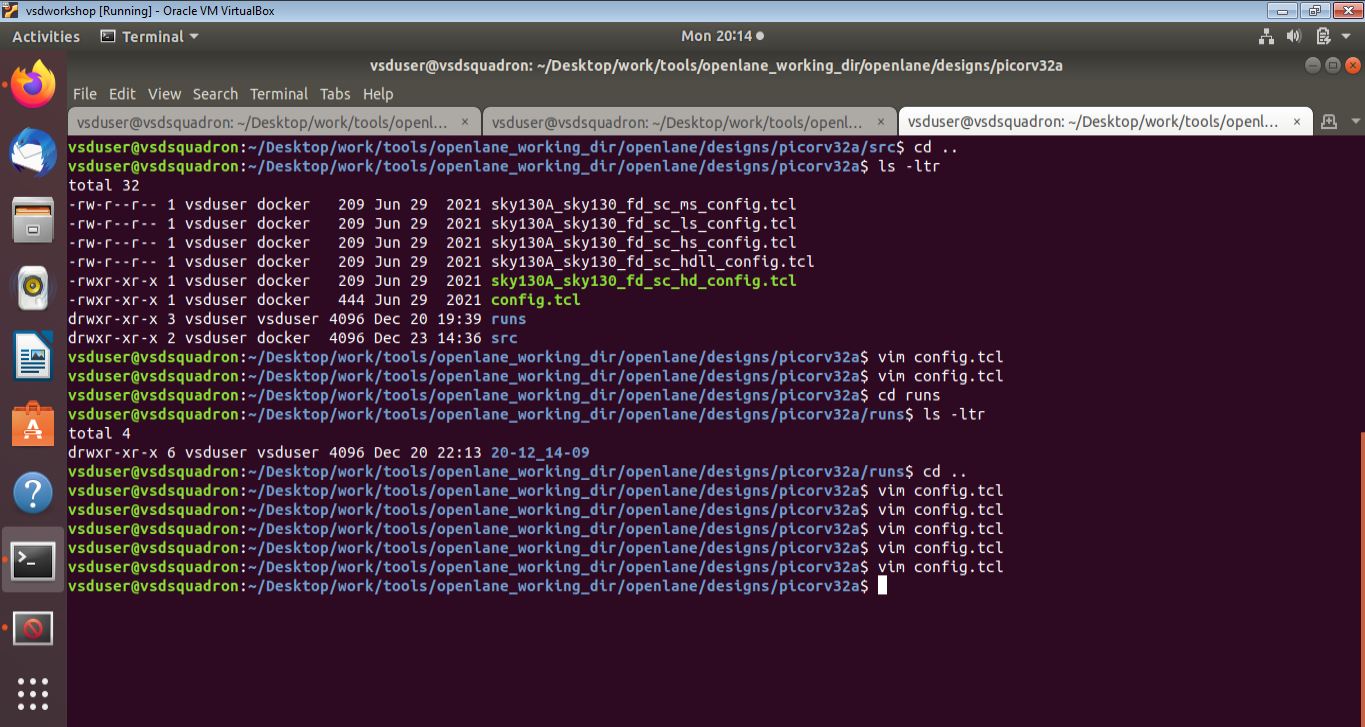 vsdworkshop [Running] - Oracle VM VirtualBox
Activities Terminal Mon 20:14
vsduser@vsdsquadron: ~/Desktop/work/tools/openlane_working_dir/openlane/designs/picorv32a
File Edit View Search Terminal Tabs Help
vsduser@vsdsquadron: ~/Desktop/work/tools/openl... × vsduser@vsdsquadron: ~/Desktop/work/tools/openl... × vsduser@vsdsquadron: ~/Desktop/work/tools/openl... ×
vsduser@vsdsquadron:~/Desktop/work/tools/openlane_working_dir/openlane/designs/picorv32a/src$ cd ..
vsduser@vsdsquadron:~/Desktop/work/tools/openlane_working_dir/openlane/designs/picorv32a$ ls -ltr
total 32
-rw-r--r-- 1 vsduser docker   209 Jun 29  2021 sky130A_sky130_fd_sc_ms_config.tcl
-rw-r--r-- 1 vsduser docker   209 Jun 29  2021 sky130A_sky130_fd_sc_ls_config.tcl
-rw-r--r-- 1 vsduser docker   209 Jun 29  2021 sky130A_sky130_fd_sc_hs_config.tcl
-rw-r--r-- 1 vsduser docker   209 Jun 29  2021 sky130A_sky130_fd_sc_hdll_config.tcl
-rwxr-xr-x 1 vsduser docker   209 Jun 29  2021 sky130A_sky130_fd_sc_hd_config.tcl
-rwxr-xr-x 1 vsduser docker   444 Jun 29  2021 config.tcl
drwxr-xr-x 3 vsduser vsduser 4096 Dec 20 19:39 runs
drwxr-xr-x 2 vsduser docker  4096 Dec 23 14:36 src
vsduser@vsdsquadron:~/Desktop/work/tools/openlane_working_dir/openlane/designs/picorv32a$ vim config.tcl
vsduser@vsdsquadron:~/Desktop/work/tools/openlane_working_dir/openlane/designs/picorv32a$ vim config.tcl
vsduser@vsdsquadron:~/Desktop/work/tools/openlane_working_dir/openlane/designs/picorv32a$ cd runs
vsduser@vsdsquadron:~/Desktop/work/tools/openlane_working_dir/openlane/designs/picorv32a/runs$ ls -ltr
total 4
drwxr-xr-x 6 vsduser vsduser 4096 Dec 20 22:13 20-12_14-09
vsduser@vsdsquadron:~/Desktop/work/tools/openlane_working_dir/openlane/designs/picorv32a/runs$ cd ..
vsduser@vsdsquadron:~/Desktop/work/tools/openlane_working_dir/openlane/designs/picorv32a$ vim config.tcl
vsduser@vsdsquadron:~/Desktop/work/tools/openlane_working_dir/openlane/designs/picorv32a$ vim config.tcl
vsduser@vsdsquadron:~/Desktop/work/tools/openlane_working_dir/openlane/designs/picorv32a$ vim config.tcl
vsduser@vsdsquadron:~/Desktop/work/tools/openlane_working_dir/openlane/designs/picorv32a$ vim config.tcl
vsduser@vsdsquadron:~/Desktop/work/tools/openlane_working_dir/openlane/designs/picorv32a$ vim config.tcl
vsduser@vsdsquadron:~/Desktop/work/tools/openlane_working_dir/openlane/designs/picorv32a$